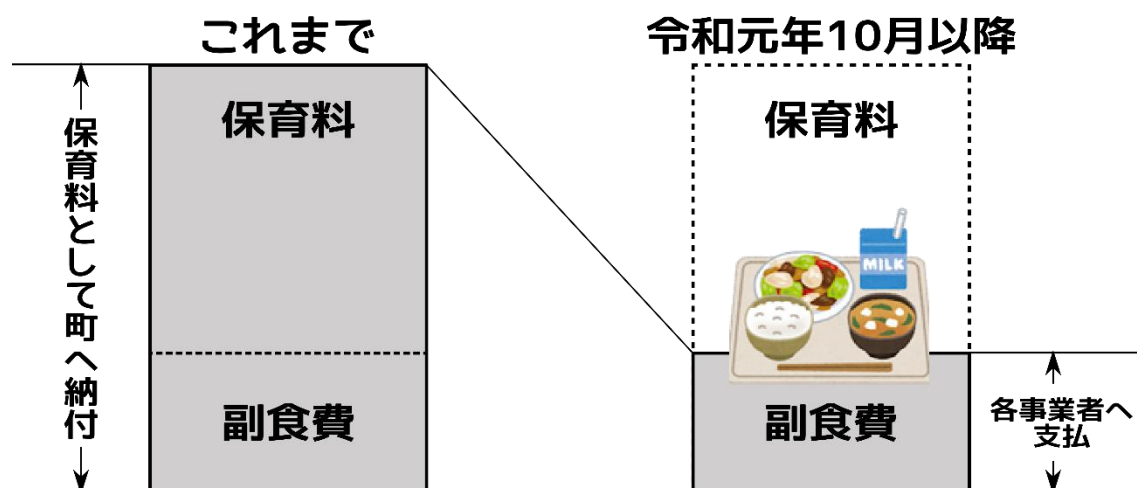 これまで
令和元年10月以降
保育料として町へ納付
保育料
副食費
保育料
MILK
副食費
各事業者へ
支払